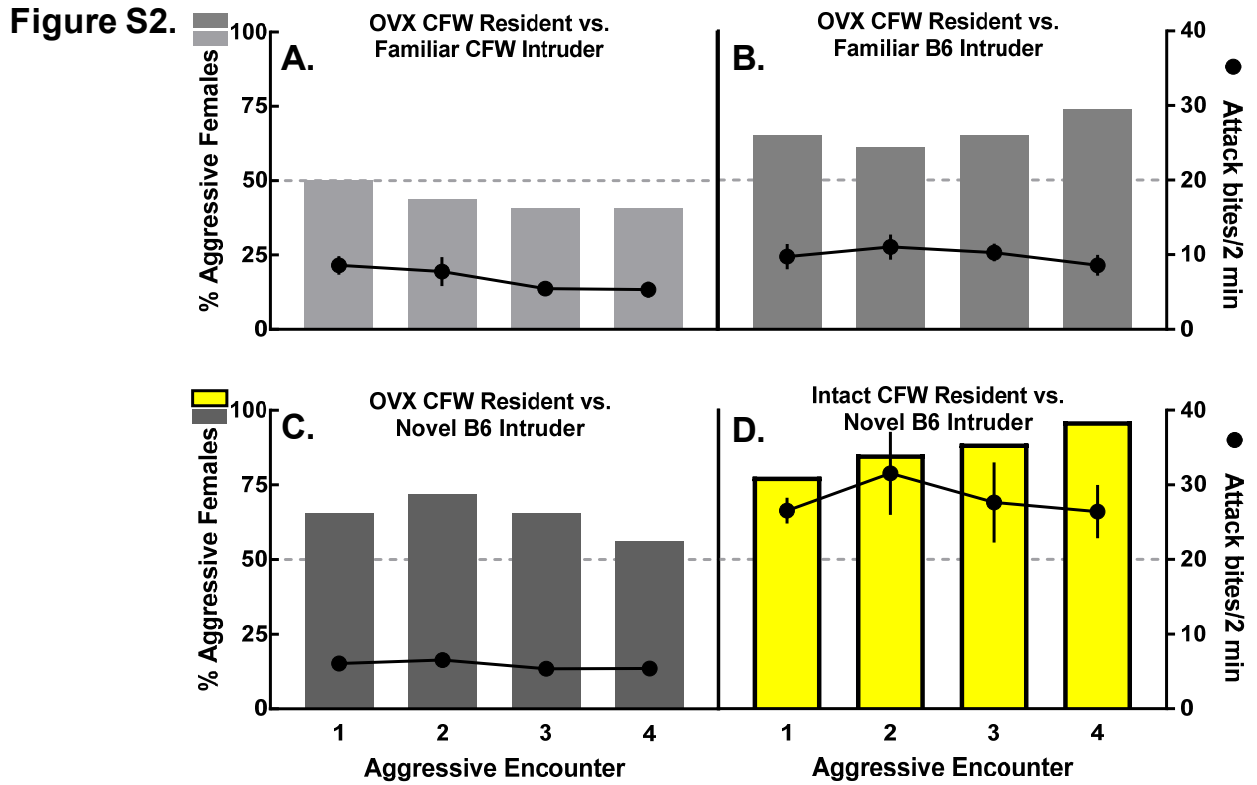 Figure S2.
% Aggressive Females
100
75
50
25
0
A.
OVX CFW Resident vs.
Familiar CFW Intruder
B.
OVX CFW Resident vs.
Familiar B6 Intruder
40
30
20
10
0
Attack bites/2 min
% Aggressive Females
100
75
50
25
0
C.
OVX CFW Resident vs.
Novel B6 Intruder
D.
Intact CFW Resident vs.
Novel B6 Intruder
40
30
20
10
0
Attack bites/2 min
1 2 3 4
Aggressive Encounter
1 2 3 4
Aggressive Encounter